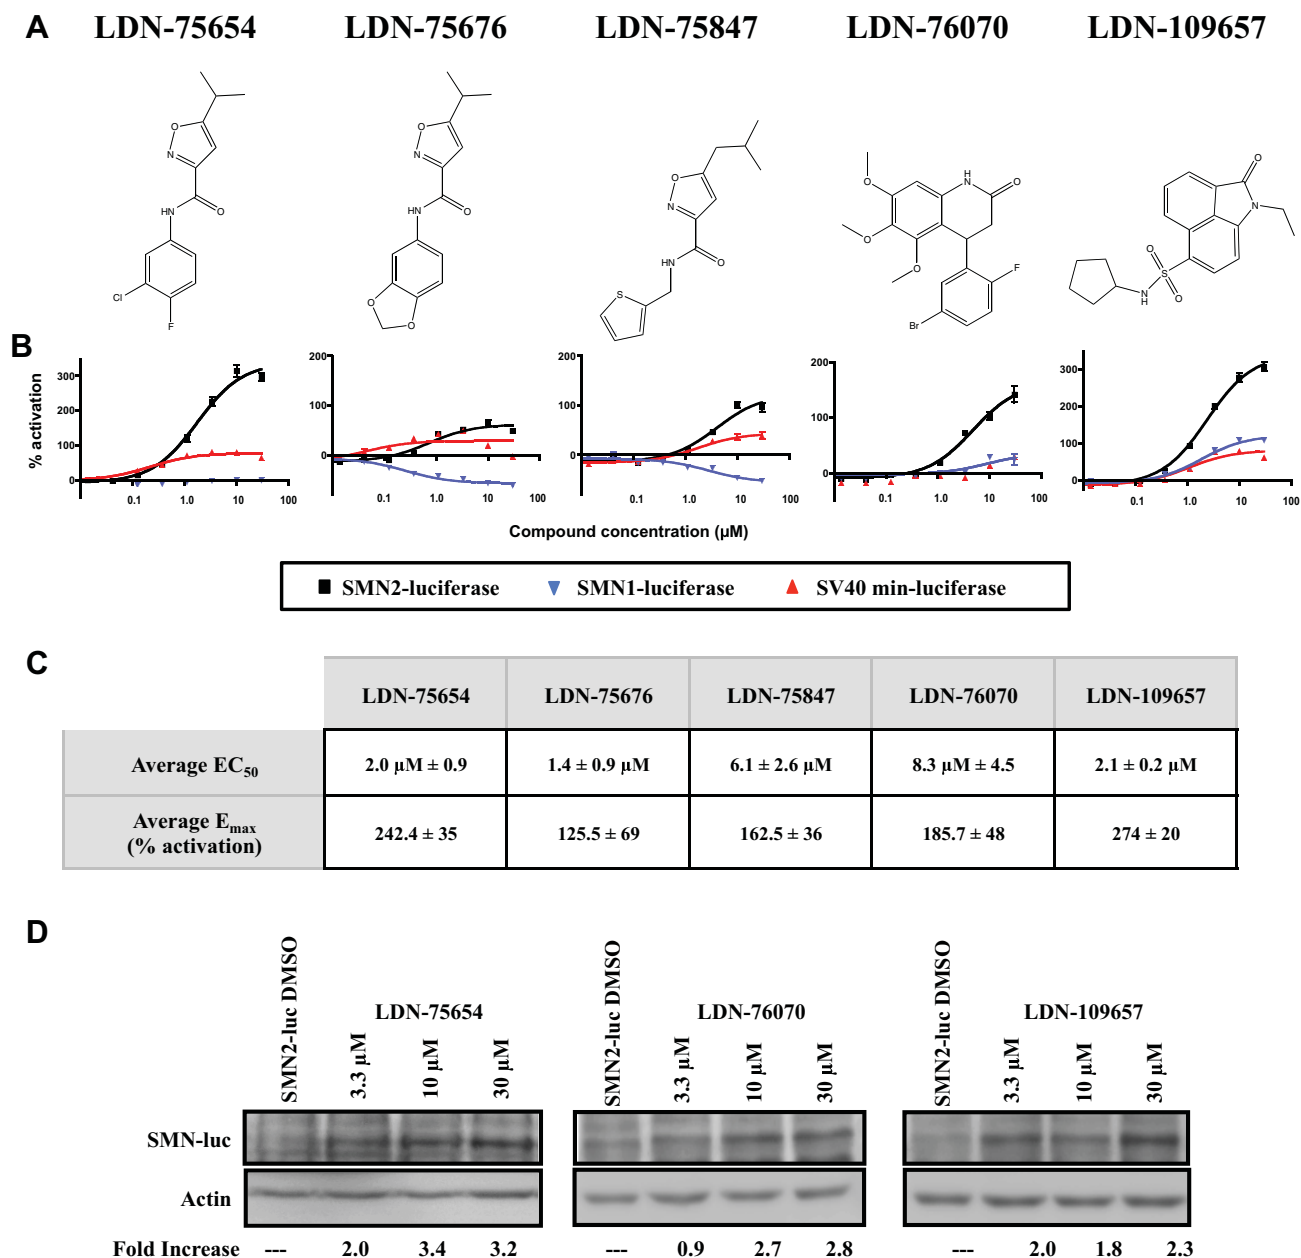 A
LDN-75654 LDN-75676 LDN-75847 LDN-76070 LDN-109657
O N HN O Cl F
O N HN O O O
O N HN O S
H N O O O O F Br
O N O S O N H
B
% activation
300 200 100 0
0.1 1.0 10 100
200 100 0
0.1 1.0 10 100
200 100 0
0.1 1.0 10 100
200 100 0
0.1 1.0 10 100
300 200 100 0
0.1 1.0 10 100
Compound concentration (µM)
SMN2-luciferase SMN1-luciferase SV40 min-luciferase
C
LDN-75654 LDN-75676 LDN-75847 LDN-76070 LDN-109657
Average EC50 2.0 µM ± 0.9 1.4 ± 0.9 µM 6.1 ± 2.6 µM 8.3 µM ± 4.5 2.1 ± 0.2 µM
Average Emax
(% activation) 242.4 ± 35 125.5 ± 69 162.5 ± 36 185.7 ± 48 274 ± 20
D
SMN2-luc DMSO
LDN-75654
3.3 µM
10 µM
30 µM
SMN2-luc DMSO
LDN-76070
3.3 µM
10 µM
30 µM
SMN2-luc DMSO
LDN-109657
3.3 µM
10 µM
30 µM
SMN-luc
Actin
Fold Increase --- 2.0 3.4 3.2 --- 0.9 2.7 2.8 --- 2.0 1.8 2.3